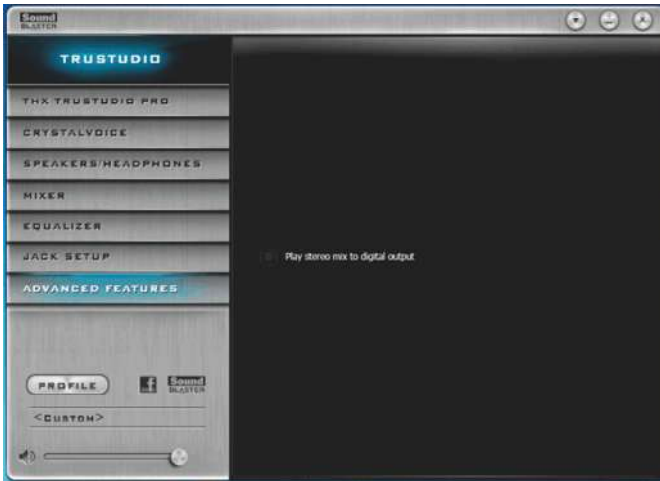 Sound
BLASTER
TRUSTUDIO
THX TRUSTUDIO PRO
CRYSTALVOICE
SPEAKERS/HEADPHONES
MIXER
EQUALIZER
JACK SETUP
ADVANCED FEATURES
Play stereo mix to digital output
PROFILE
f
Sound
BLASTER
<CUSTOM>